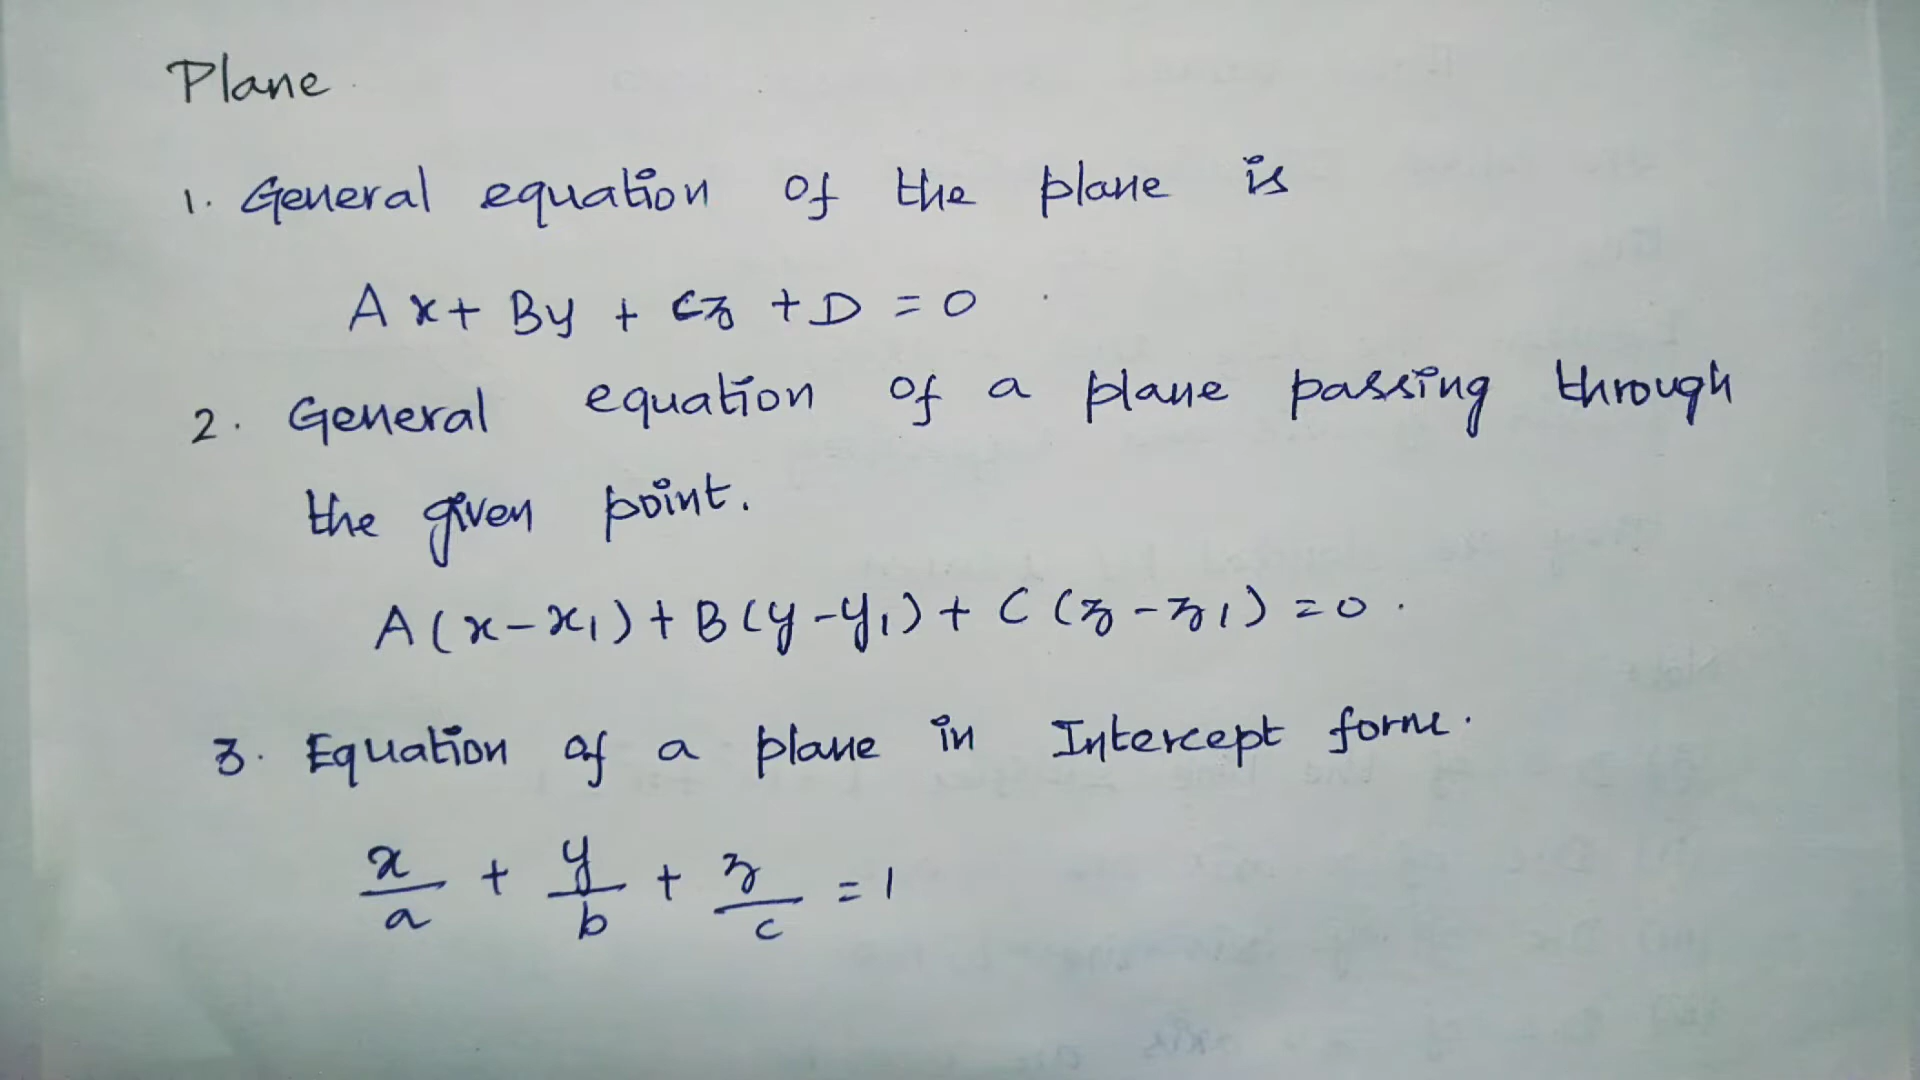 Plane
1. General equation of the plane is
Ax + By + Cz + D = 0
2. General equation of a plane passing through
the given point.
A(x-x₁) + B(y-y₁) + C(z-z₁) = 0.
3. Equation of a plane in Intercept form.
x/a + y/b + z/c = 1